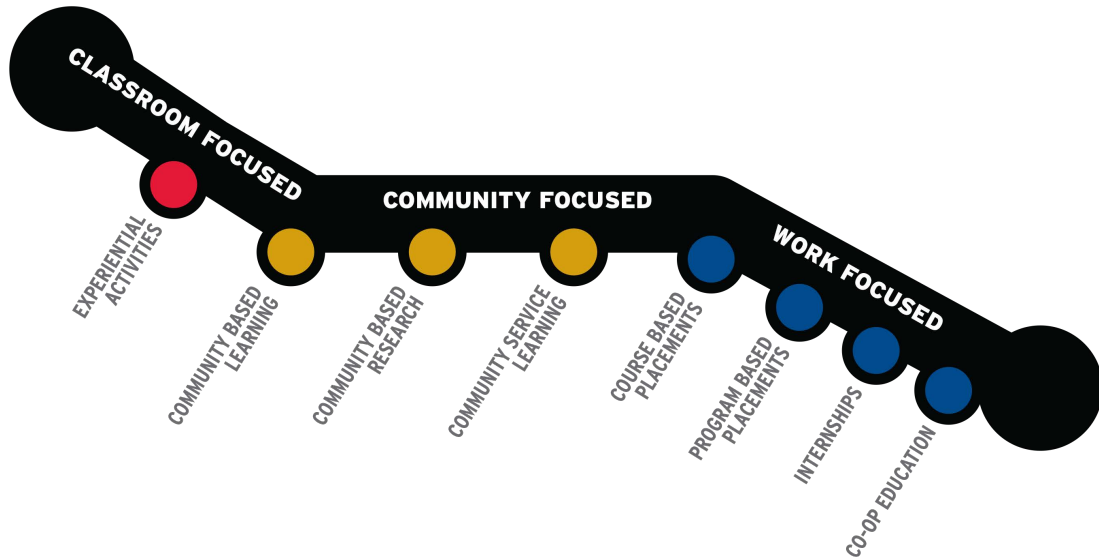 CLASSROOM FOCUSED
COMMUNITY FOCUSED
WORK FOCUSED
EXPERIENTIAL
ACTIVITIES
COMMUNITY BASED
LEARNING
COMMUNITY BASED
RESEARCH
COMMUNITY SERVICE
LEARNING
COURSE BASED
PLACEMENTS
PROGRAM BASED
PLACEMENTS
INTERNSHIPS
CO-OP EDUCATION